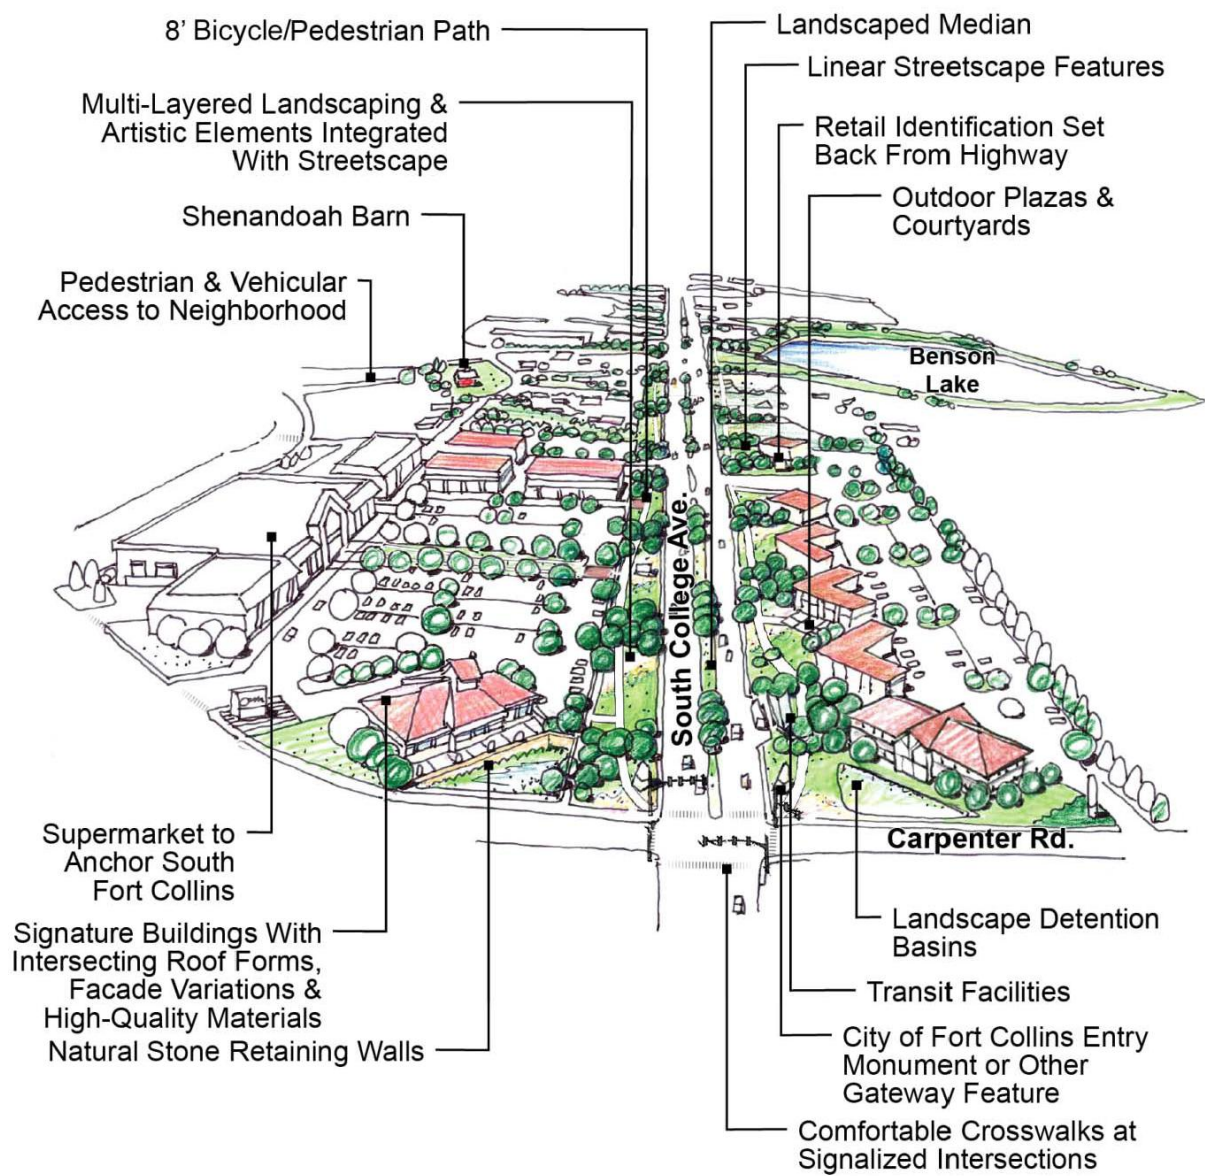 8’ Bicycle/Pedestrian Path
Multi-Layered Landscaping &
Artistic Elements Integrated
With Streetscape
Shenandoah Barn
Pedestrian & Vehicular
Access to Neighborhood
Landscaped Median
Linear Streetscape Features
Retail Identification Set
Back From Highway
Outdoor Plazas &
Courtyards
Benson
Lake
South College Ave.
Carpenter Rd.
Supermarket to
Anchor South
Fort Collins
Signature Buildings With
Intersecting Roof Forms,
Facade Variations &
High-Quality Materials
Natural Stone Retaining Walls
Landscape Detention
Basins
Transit Facilities
City of Fort Collins Entry
Monument or Other
Gateway Feature
Comfortable Crosswalks at
Signalized Intersections